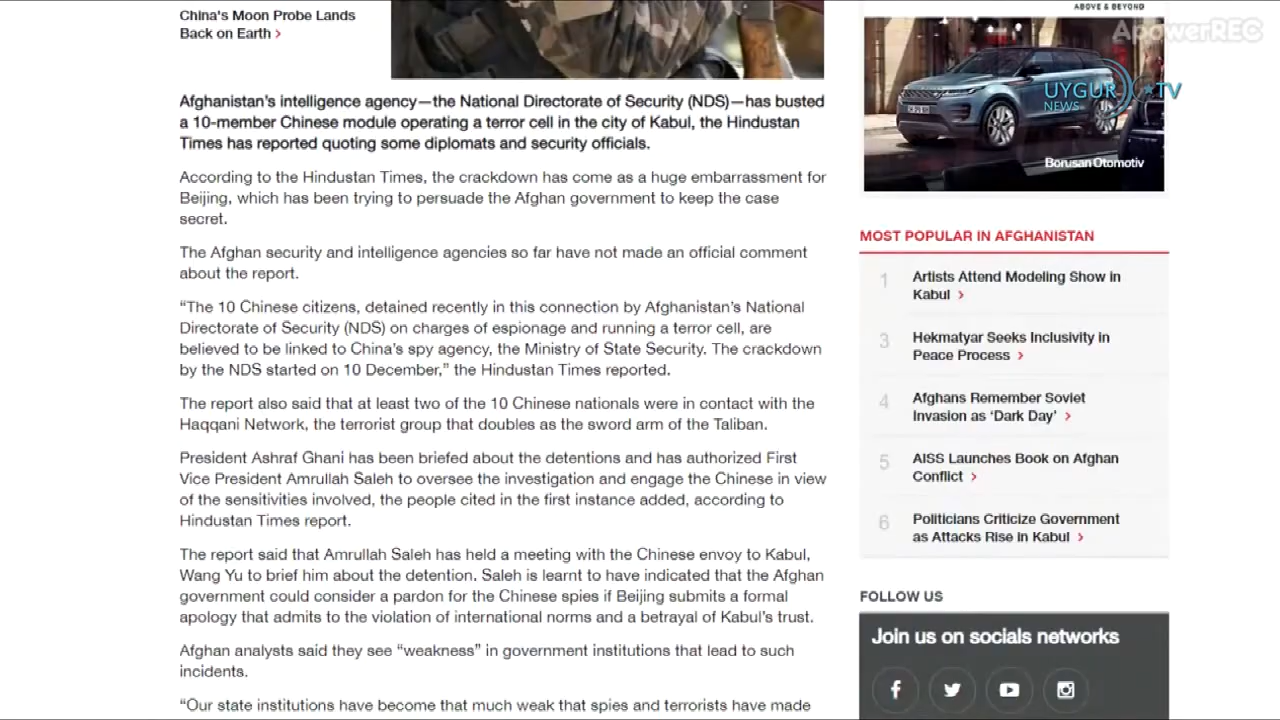 China's Moon Probe Lands
Back on Earth >
Afghanistan's intelligence agency—the National Directorate of Security (NDS)—has busted
a 10-member Chinese module operating a terror cell in the city of Kabul, the Hindustan
Times has reported quoting some diplomats and security officials.
According to the Hindustan Times, the crackdown has come as a huge embarrassment for
Beijing, which has been trying to persuade the Afghan government to keep the case
secret.
The Afghan security and intelligence agencies so far have not made an official comment
about the report.
“The 10 Chinese citizens, detained recently in this connection by Afghanistan's National
Directorate of Security (NDS) on charges of espionage and running a terror cell, are
believed to be linked to China's spy agency, the Ministry of State Security. The crackdown
by the NDS started on 10 December,” the Hindustan Times reported.
The report also said that at least two of the 10 Chinese nationals were in contact with the
Haqqani Network, the terrorist group that doubles as the sword arm of the Taliban.
President Ashraf Ghani has been briefed about the detentions and has authorized First
Vice President Amrullah Saleh to oversee the investigation and engage the Chinese in view
of the sensitivities involved, the people cited in the first instance added, according to
Hindustan Times report.
The report said that Amrullah Saleh has held a meeting with the Chinese envoy to Kabul,
Wang Yu to brief him about the detention. Saleh is learnt to have indicated that the Afghan
government could consider a pardon for the Chinese spies if Beijing submits a formal
apology that admits to the violation of international norms and a betrayal of Kabul's trust.
Afghan analysts said they see “weakness” in government institutions that lead to such
incidents.
“Our state institutions have become that much weak that spies and terrorists have made
ABOVE & BEYOND
ApowerREC
UYGUR TV
NEWS
Borusan Otomotiv
MOST POPULAR IN AFGHANISTAN
1 Artists Attend Modeling Show in
Kabul >
3 Hekmatyar Seeks Inclusivity in
Peace Process >
4 Afghans Remember Soviet
Invasion as ‘Dark Day’ >
5 AISS Launches Book on Afghan
Conflict >
6 Politicians Criticize Government
as Attacks Rise in Kabul >
FOLLOW US
Join us on socials networks